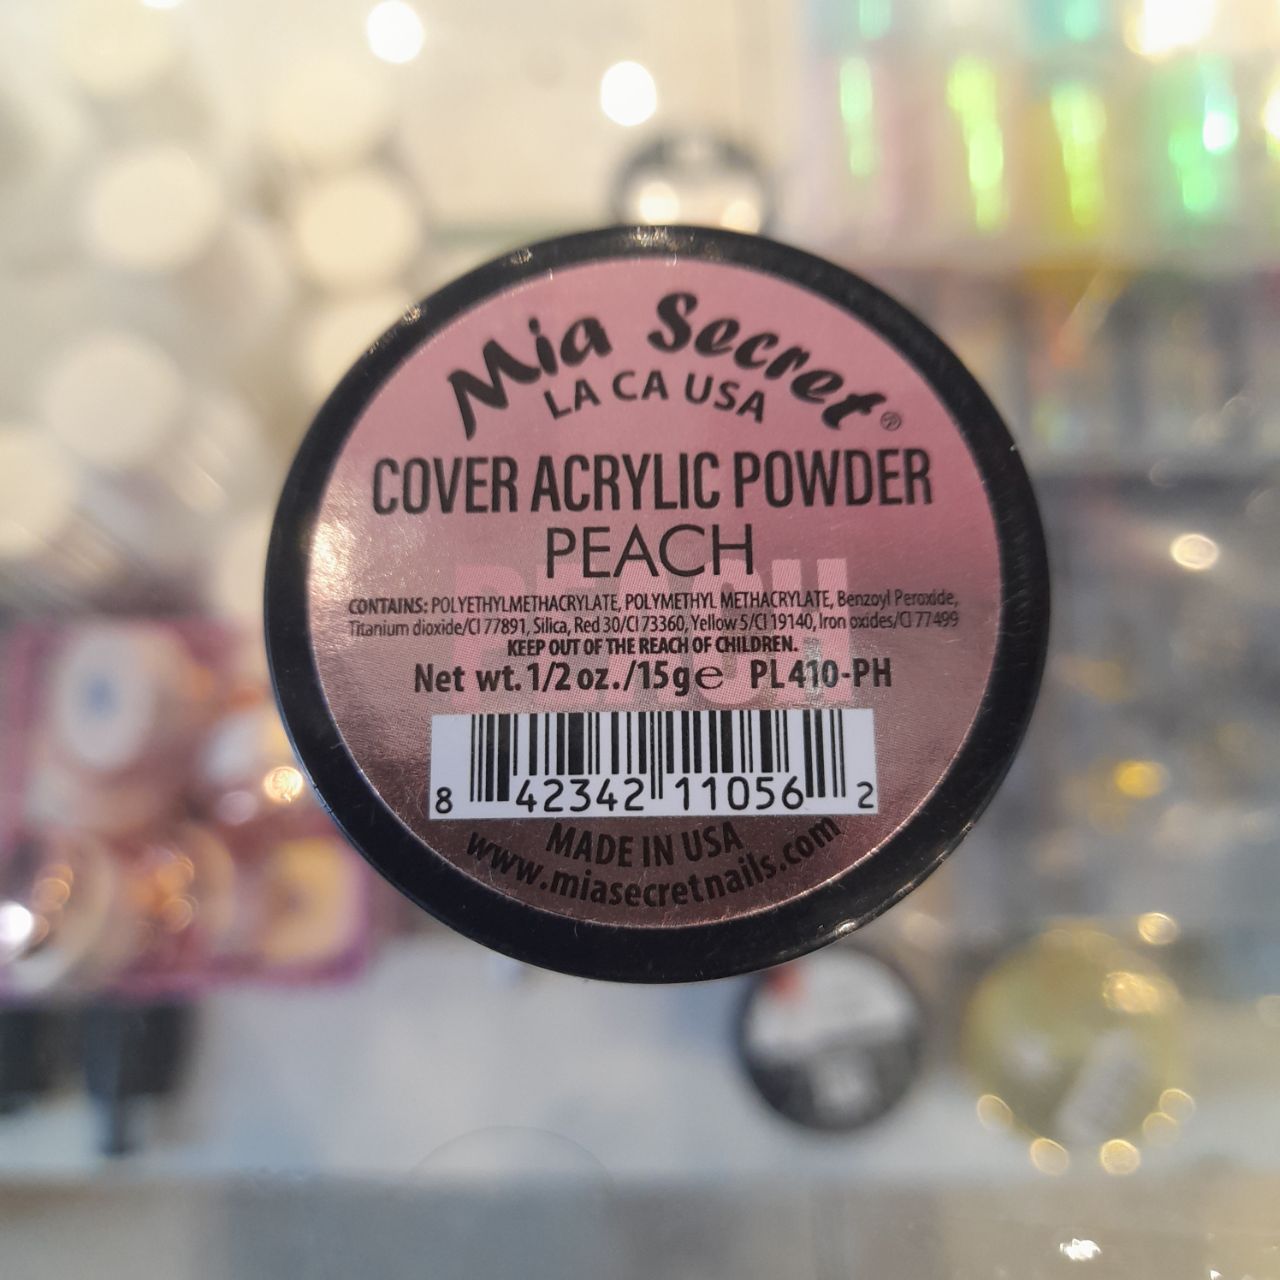 Mia Secret®
LA CA USA
COVER ACRYLIC POWDER
PEACH
PEACH
CONTAINS: POLYETHYLMETHACRYLATE, POLYMETHYL METHACRYLATE, Benzoyl Peroxide,
Titanium dioxide/CI 77891, Silica, Red 30/CI 73360, Yellow 5/CI 19140, Iron oxides/CI 77499
KEEP OUT OF THE REACH OF CHILDREN.
Net wt. 1/2 oz./15g℮ PL410-PH
8 42342 11056 2
MADE IN USA
www.miasecretnails.com